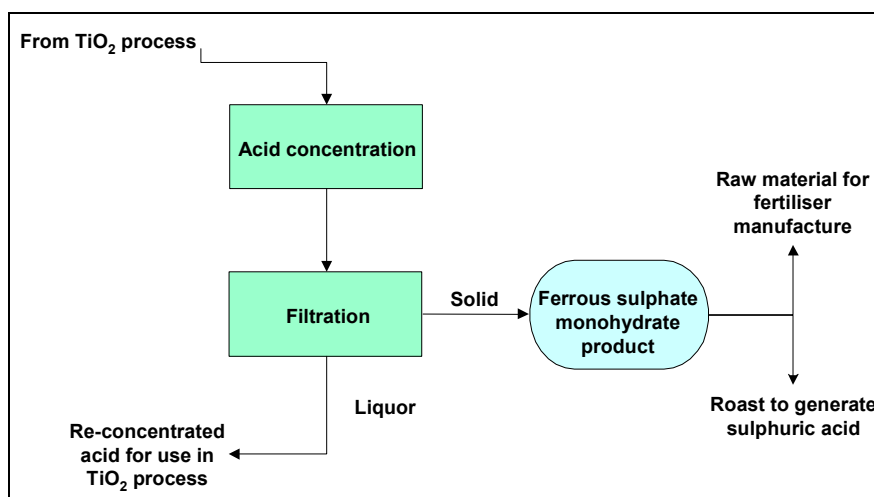 From TiO2 process
Acid concentration
Raw material for
fertiliser
manufacture
Filtration
Solid
Ferrous sulphate
monohydrate
product
Liquor
Roast to generate
sulphuric acid
Re-concentrated
acid for use in
TiO2 process